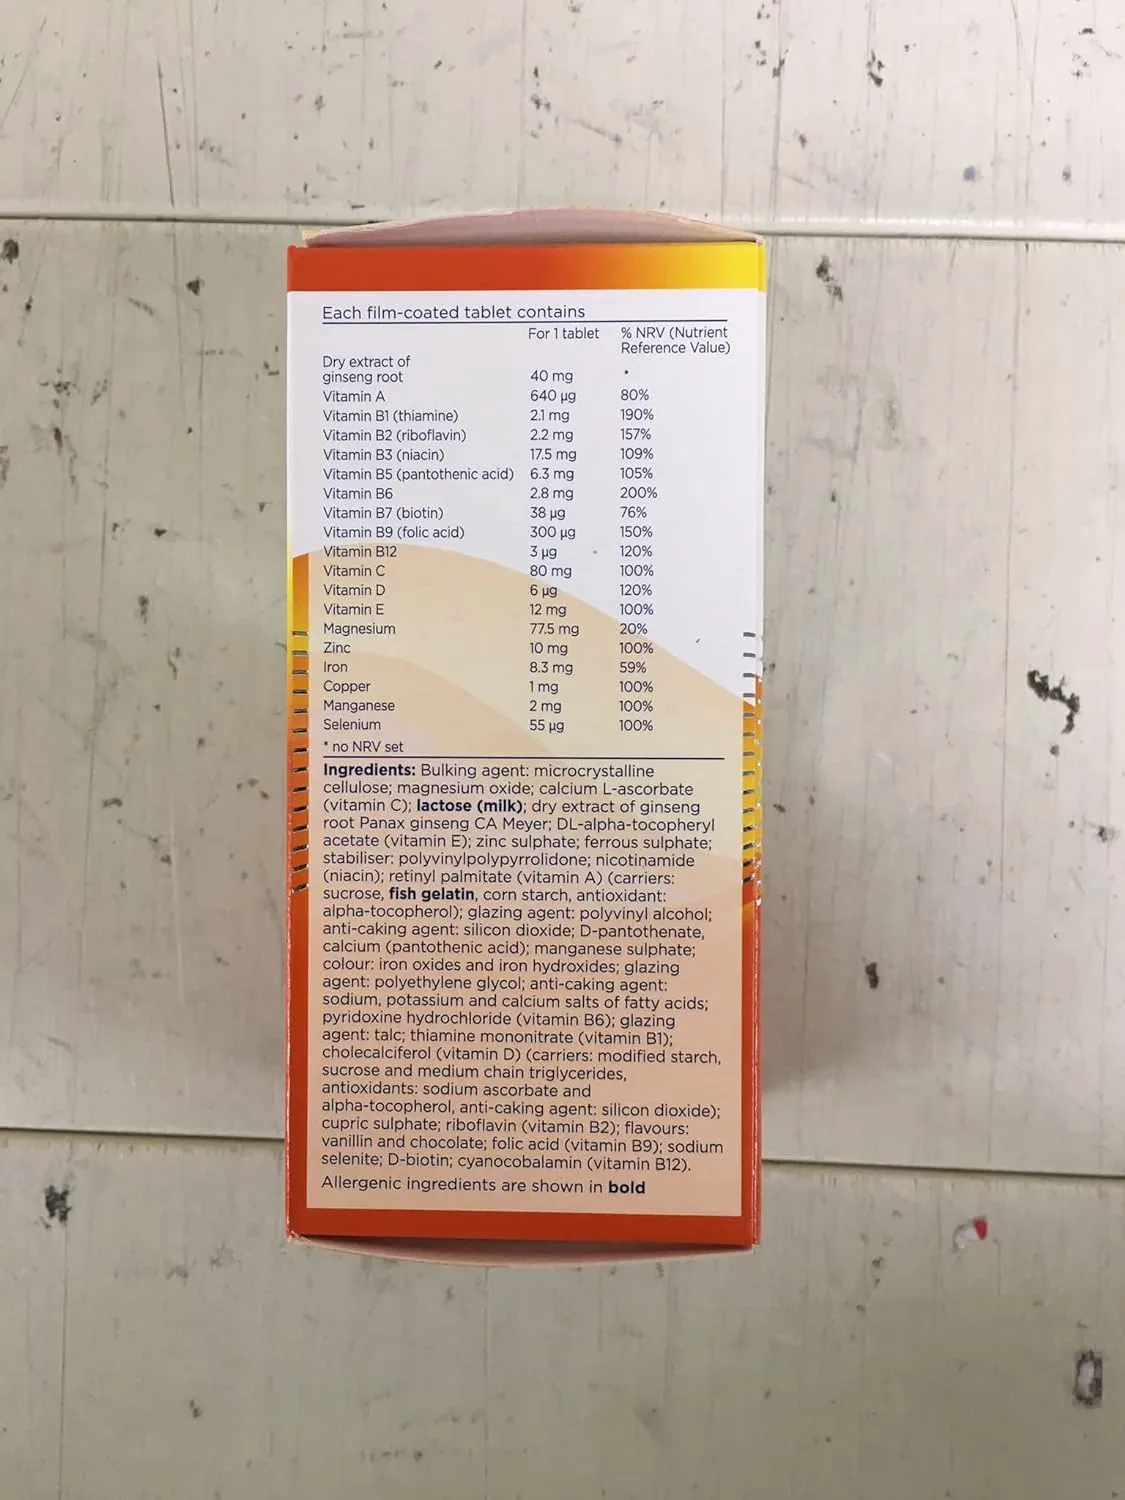 Each film-coated tablet contains
For 1 tablet % NRV (Nutrient
Reference Value)
Dry extract of
ginseng root 40 mg *
Vitamin A 640 µg 80%
Vitamin B1 (thiamine) 2.1 mg 190%
Vitamin B2 (riboflavin) 2.2 mg 157%
Vitamin B3 (niacin) 17.5 mg 109%
Vitamin B5 (pantothenic acid) 6.3 mg 105%
Vitamin B6 2.8 mg 200%
Vitamin B7 (biotin) 38 µg 76%
Vitamin B9 (folic acid) 300 µg 150%
Vitamin B12 3 µg 120%
Vitamin C 80 mg 100%
Vitamin D 6 µg 120%
Vitamin E 12 mg 100%
Magnesium 77.5 mg 20%
Zinc 10 mg 100%
Iron 8.3 mg 59%
Copper 1 mg 100%
Manganese 2 mg 100%
Selenium 55 µg 100%
* no NRV set
Ingredients: Bulking agent: microcrystalline
cellulose; magnesium oxide; calcium L-ascorbate
(vitamin C); lactose (milk); dry extract of ginseng
root Panax ginseng CA Meyer; DL-alpha-tocopheryl
acetate (vitamin E); zinc sulphate; ferrous sulphate;
stabiliser: polyvinylpolypyrrolidone; nicotinamide
(niacin); retinyl palmitate (vitamin A) (carriers:
sucrose, fish gelatin, corn starch, antioxidant:
alpha-tocopherol); glazing agent: polyvinyl alcohol;
anti-caking agent: silicon dioxide; D-pantothenate,
calcium (pantothenic acid); manganese sulphate;
colour: iron oxides and iron hydroxides; glazing
agent: polyethylene glycol; anti-caking agent:
sodium, potassium and calcium salts of fatty acids;
pyridoxine hydrochloride (vitamin B6); glazing
agent: talc; thiamine mononitrate (vitamin B1);
cholecalciferol (vitamin D) (carriers: modified starch,
sucrose and medium chain triglycerides,
antioxidants: sodium ascorbate and
alpha-tocopherol, anti-caking agent: silicon dioxide);
cupric sulphate; riboflavin (vitamin B2); flavours:
vanillin and chocolate; folic acid (vitamin B9); sodium
selenite; D-biotin; cyanocobalamin (vitamin B12).
Allergenic ingredients are shown in bold